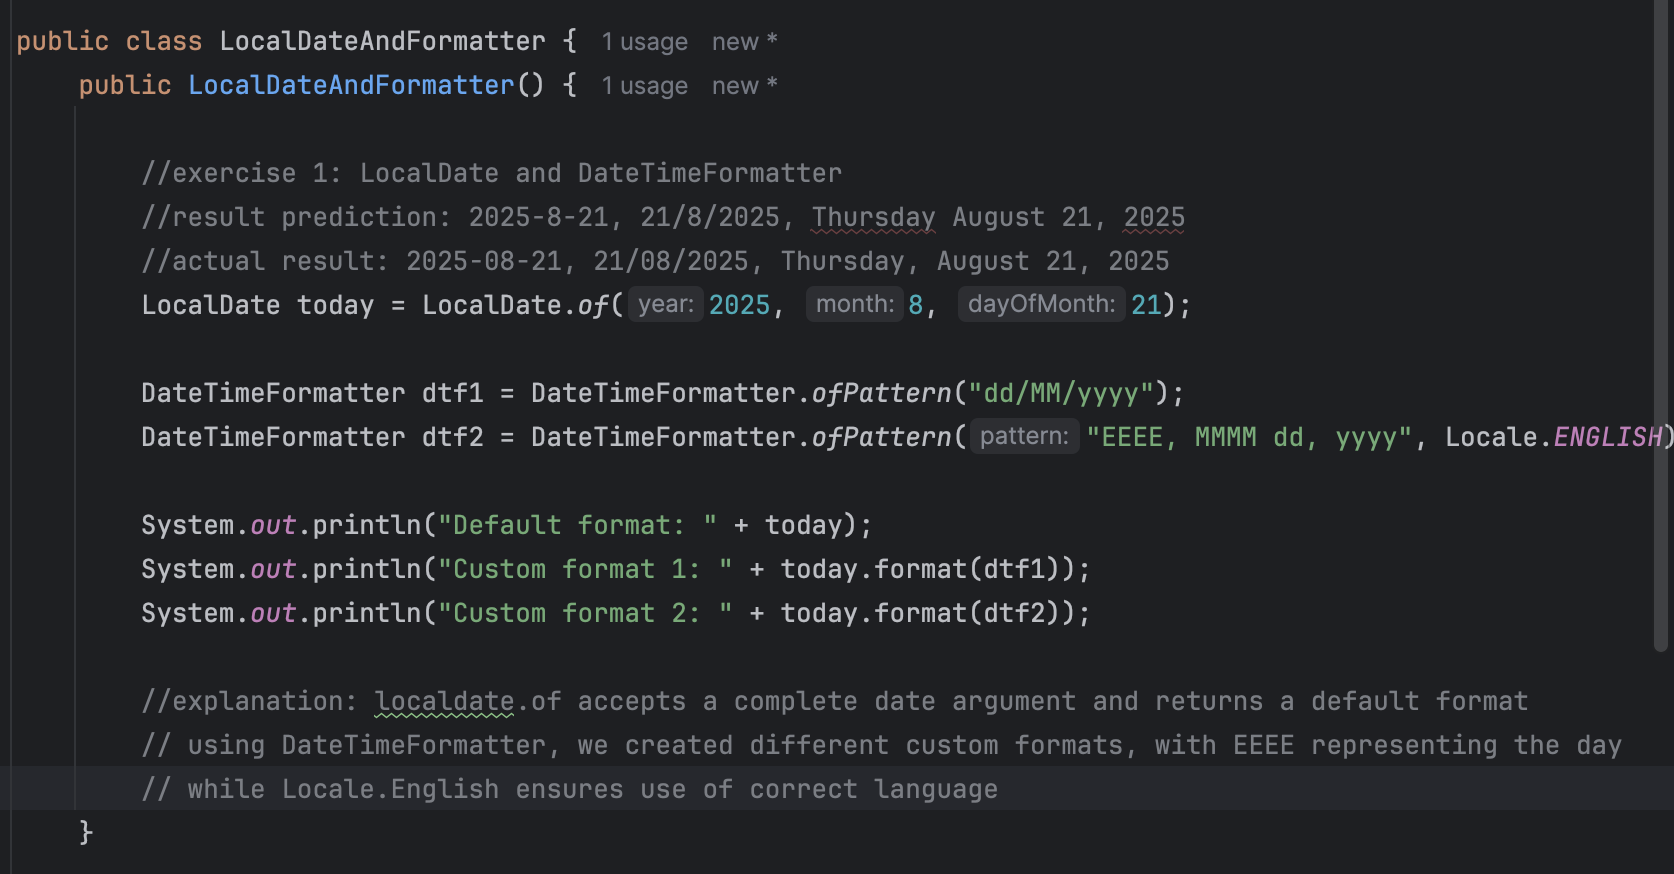 public class LocalDateAndFormatter { 1 usage new *
public LocalDateAndFormatter() { 1 usage new *
//exercise 1: LocalDate and DateTimeFormatter
//result prediction: 2025-8-21, 21/8/2025, Thursday August 21, 2025
//actual result: 2025-08-21, 21/08/2025, Thursday, August 21, 2025
LocalDate today = LocalDate.of( year: 2025, month: 8, dayOfMonth: 21);
DateTimeFormatter dtf1 = DateTimeFormatter.ofPattern("dd/MM/yyyy");
DateTimeFormatter dtf2 = DateTimeFormatter.ofPattern( pattern: "EEEE, MMMM dd, yyyy", Locale.ENGLISH)
System.out.println("Default format: " + today);
System.out.println("Custom format 1: " + today.format(dtf1));
System.out.println("Custom format 2: " + today.format(dtf2));
//explanation: localdate.of accepts a complete date argument and returns a default format
// using DateTimeFormatter, we created different custom formats, with EEEE representing the day
// while Locale.English ensures use of correct language
}